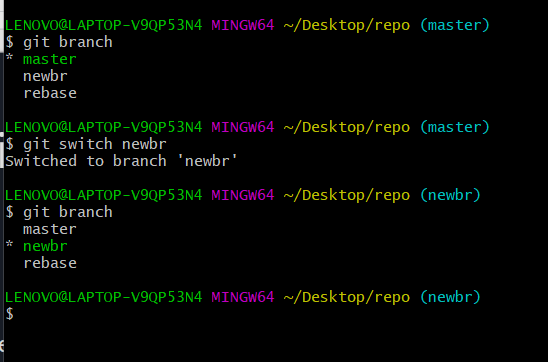 LENOVO@LAPTOP-V9QP53N4 MINGW64 ~/Desktop/repo (master)
$ git branch
* master
  newbr
  rebase
LENOVO@LAPTOP-V9QP53N4 MINGW64 ~/Desktop/repo (master)
$ git switch newbr
Switched to branch 'newbr'
LENOVO@LAPTOP-V9QP53N4 MINGW64 ~/Desktop/repo (newbr)
$ git branch
  master
* newbr
  rebase
LENOVO@LAPTOP-V9QP53N4 MINGW64 ~/Desktop/repo (newbr)
$